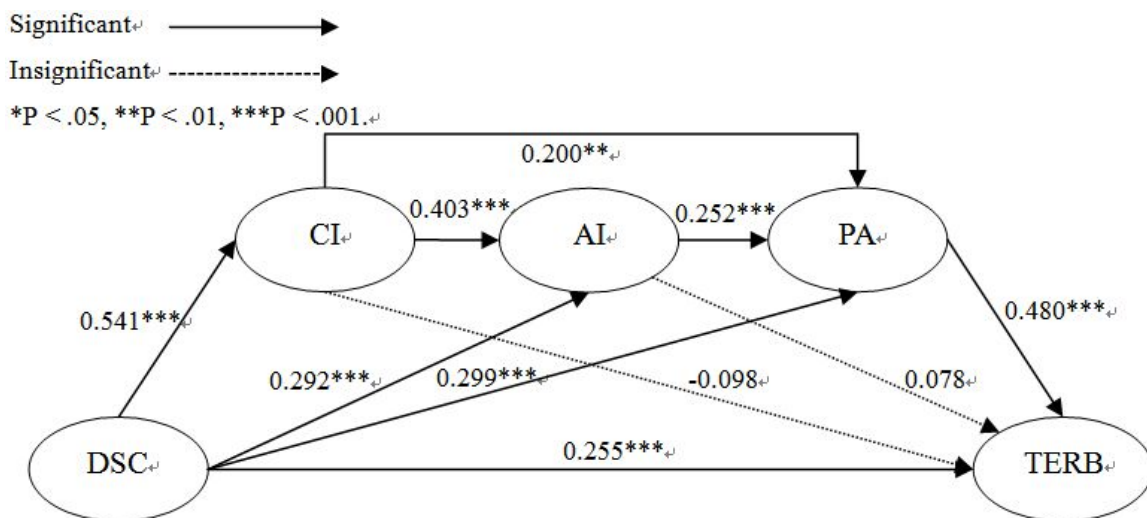 Significant↵
Insignificant↵
*P < .05, **P < .01, ***P < .001.↵
0.200**↵
CI↵ 0.403*** AI↵ 0.252*** PA↵
0.541***↵ 0.480***↵
0.292***↵ 0.299***↵ -0.098↵ 0.078↵
DSC↵ 0.255***↵ TERB↵